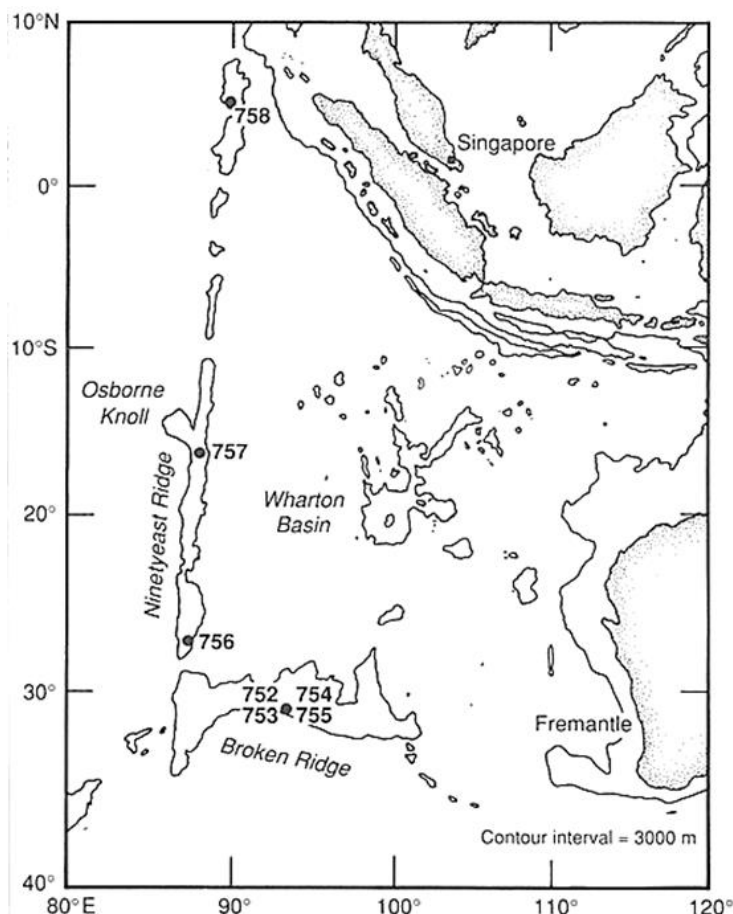 10°N
758
Singapore
0°
10°S
Osborne
Knoll
757
Ninetyeast Ridge
Wharton
Basin
20°
756
30°
752 754
753 755
Fremantle
Broken Ridge
Contour interval = 3000 m
40°
80°E 90° 100° 110° 120°